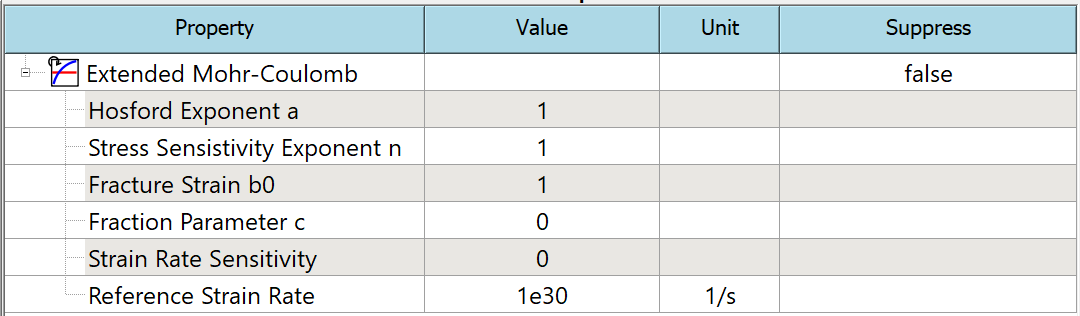 Property Value Unit Suppress
Extended Mohr-Coulomb false
Hosford Exponent a 1
Stress Sensistivity Exponent n 1
Fracture Strain b0 1
Fraction Parameter c 0
Strain Rate Sensitivity 0
Reference Strain Rate 1e30 1/s